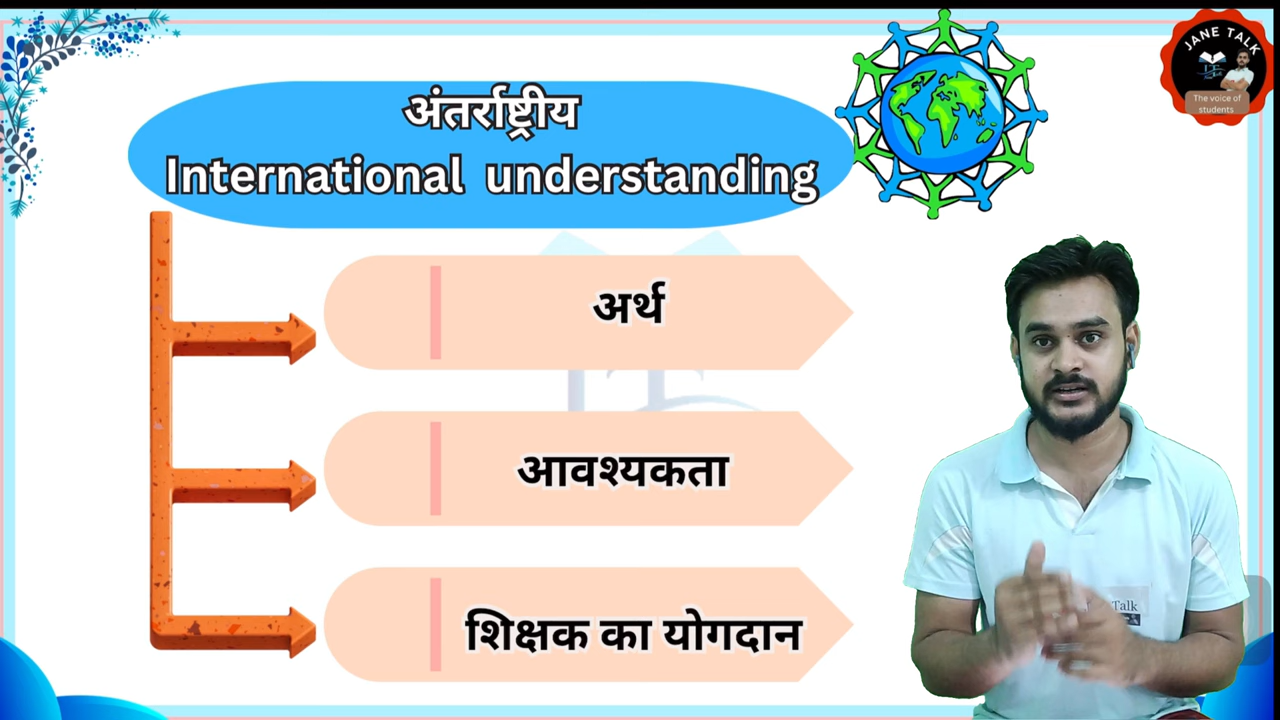 अंतर्राष्ट्रीय
International understanding
JANE TALK
The voice of
students
अर्थ
आवश्यकता
शिक्षक का योगदान
Talk